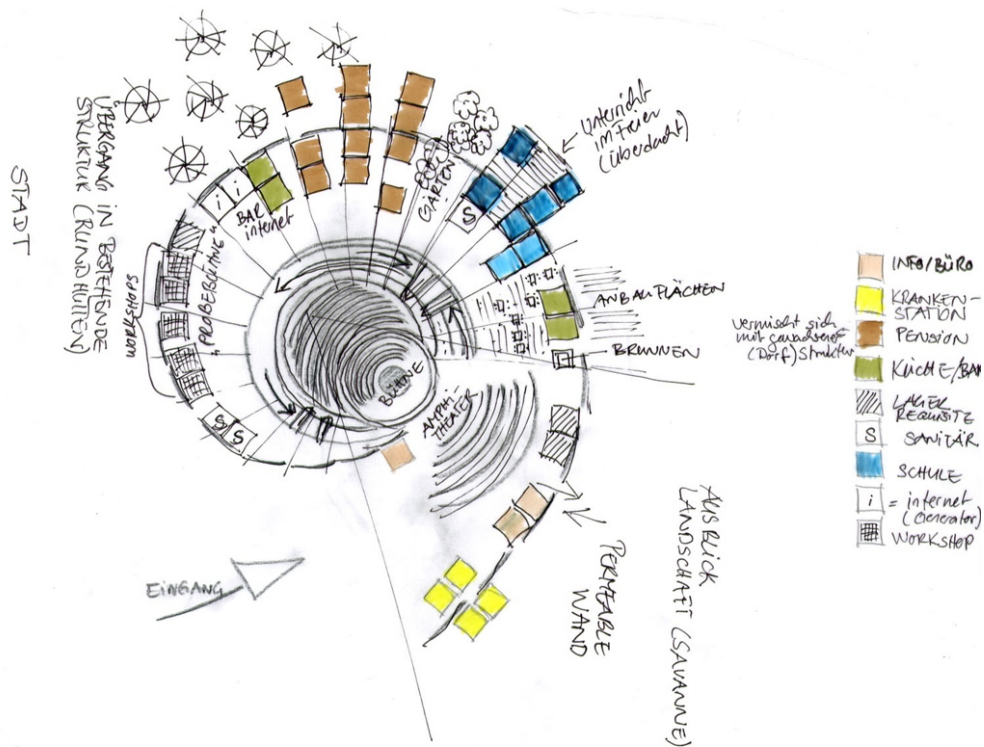 STADT
ÜBERGANG IN BESTEHENDE
STRUKTUR (RUNDHÜTTEN)
WORKSHOPS
"PROBEBÜHNE"
i i
BAR
internet
GÄRTEN
Unterricht
im Freien
(überdacht)
S
ANBAUFLÄCHEN
BRUNNEN
vermischt sich
mit
(Dorf) Struktur
BÜHNE
AMPHI-
THEATER
S S
EINGANG
PERMEABLE
WAND
AUSBLICK
LANDSCHAFT (SAVANNE)
INFO/BÜRO
KRANKEN-
STATION
PENSION
KÜCHE/BAR
LAGER
REQUISITE
S SANITÄR
SCHULE
i = internet
(Generator)
WORKSHOP